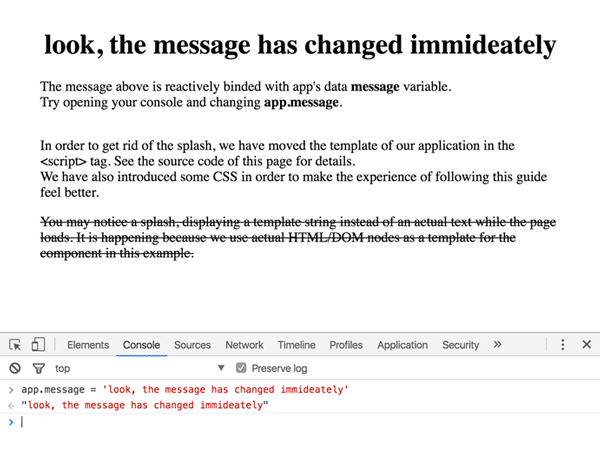 look, the message has changed immideately
The message above is reactively binded with app's data message variable.
Try opening your console and changing app.message.
In order to get rid of the splash, we have moved the template of our application in the
<script> tag. See the source code of this page for details.
We have also introduced some CSS in order to make the experience of following this guide
feel better.
You may notice a splash, displaying a template string instead of an actual text while the page
loads. It is happening because we use actual HTML/DOM nodes as a template for the
component in this example.
Elements Console Sources Network Timeline Profiles Application Security »
top ▼ Preserve log
> app.message = 'look, the message has changed immideately'
"look, the message has changed immideately"
>